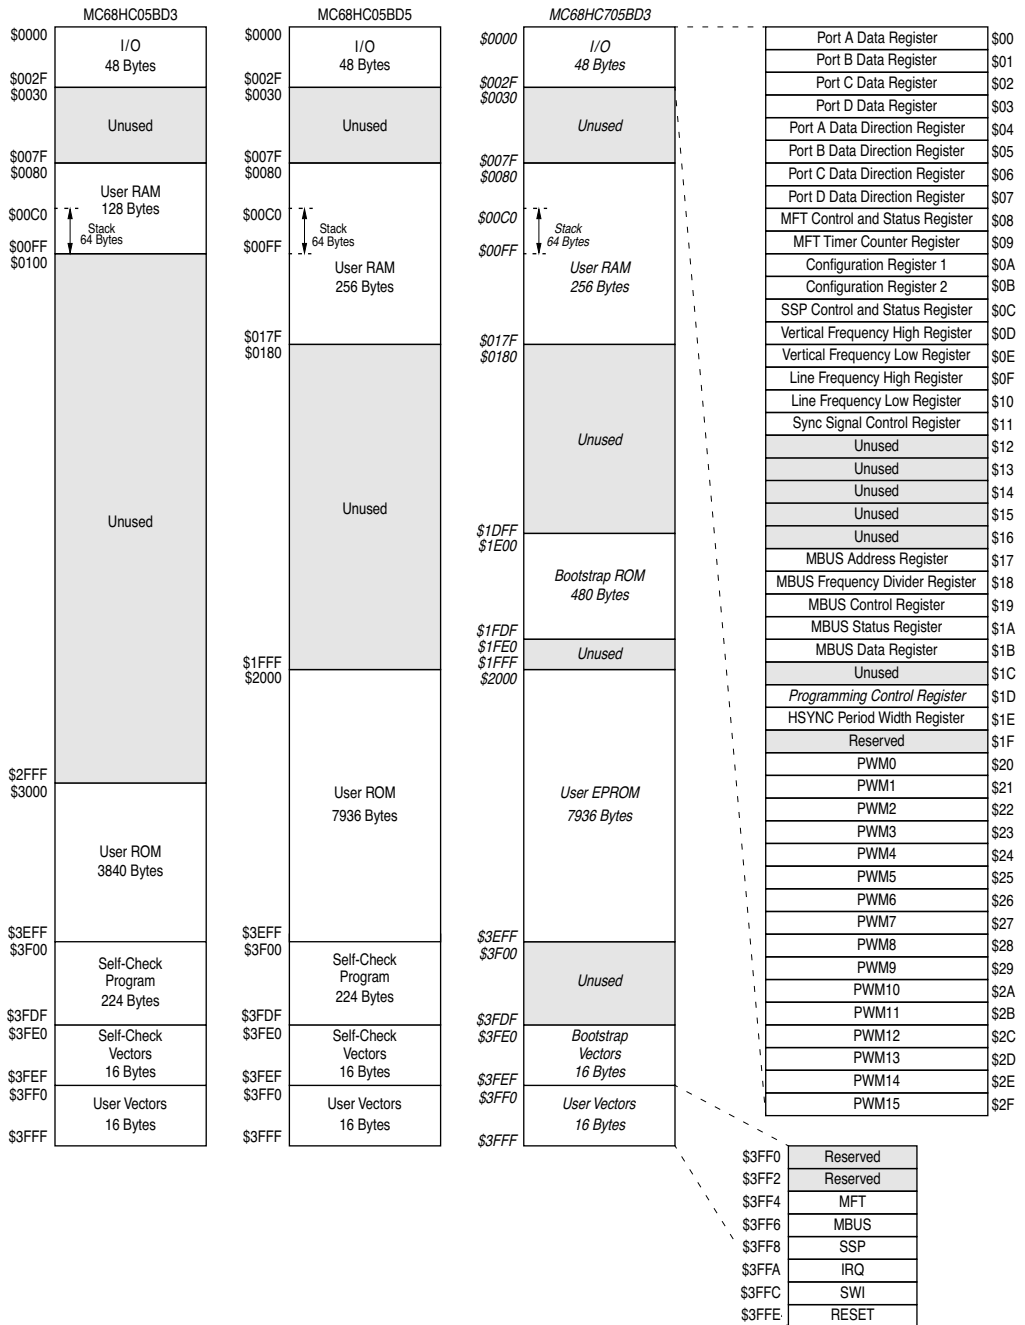 MC68HC05BD3
$0000
I/O
48 Bytes
$002F
$0030
Unused
$007F
$0080
User RAM
128 Bytes
$00C0
Stack
64 Bytes
$00FF
$0100
Unused
$2FFF
$3000
User ROM
3840 Bytes
$3EFF
$3F00
Self-Check
Program
224 Bytes
$3FDF
$3FE0
Self-Check
Vectors
16 Bytes
$3FEF
$3FF0
User Vectors
16 Bytes
$3FFF
MC68HC05BD5
$0000
I/O
48 Bytes
$002F
$0030
Unused
$007F
$0080
$00C0
Stack
64 Bytes
$00FF
User RAM
256 Bytes
$017F
$0180
Unused
$1FFF
$2000
User ROM
7936 Bytes
$3EFF
$3F00
Self-Check
Program
224 Bytes
$3FDF
$3FE0
Self-Check
Vectors
16 Bytes
$3FEF
$3FF0
User Vectors
16 Bytes
$3FFF
MC68HC705BD3
$0000
I/O
48 Bytes
$002F
$0030
Unused
$007F
$0080
$00C0
Stack
64 Bytes
$00FF
User RAM
256 Bytes
$017F
$0180
Unused
$1DFF
$1E00
Bootstrap ROM
480 Bytes
$1FDF
$1FE0
Unused
$1FFF
$2000
User EPROM
7936 Bytes
$3EFF
$3F00
Unused
$3FDF
$3FE0
Bootstrap
Vectors
16 Bytes
$3FEF
$3FF0
User Vectors
16 Bytes
$3FFF
Port A Data Register $00
Port B Data Register $01
Port C Data Register $02
Port D Data Register $03
Port A Data Direction Register $04
Port B Data Direction Register $05
Port C Data Direction Register $06
Port D Data Direction Register $07
MFT Control and Status Register $08
MFT Timer Counter Register $09
Configuration Register 1 $0A
Configuration Register 2 $0B
SSP Control and Status Register $0C
Vertical Frequency High Register $0D
Vertical Frequency Low Register $0E
Line Frequency High Register $0F
Line Frequency Low Register $10
Sync Signal Control Register $11
Unused $12
Unused $13
Unused $14
Unused $15
Unused $16
MBUS Address Register $17
MBUS Frequency Divider Register $18
MBUS Control Register $19
MBUS Status Register $1A
MBUS Data Register $1B
Unused $1C
Programming Control Register $1D
HSYNC Period Width Register $1E
Reserved $1F
PWM0 $20
PWM1 $21
PWM2 $22
PWM3 $23
PWM4 $24
PWM5 $25
PWM6 $26
PWM7 $27
PWM8 $28
PWM9 $29
PWM10 $2A
PWM11 $2B
PWM12 $2C
PWM13 $2D
PWM14 $2E
PWM15 $2F
$3FF0 Reserved
$3FF2 Reserved
$3FF4 MFT
$3FF6 MBUS
$3FF8 SSP
$3FFA IRQ
$3FFC SWI
$3FFE RESET